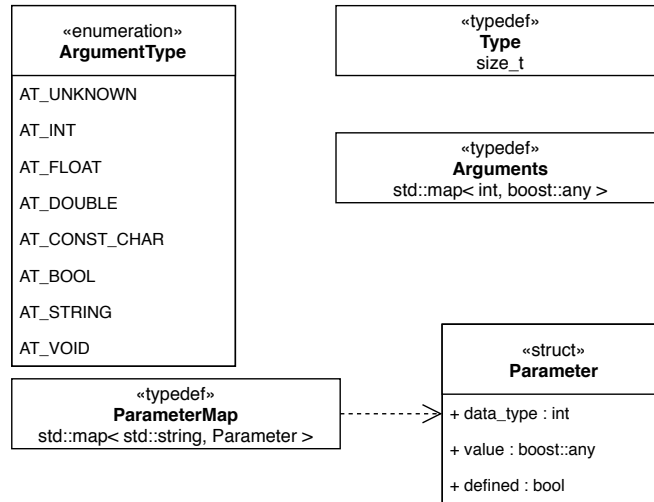 «enumeration»
ArgumentType
AT_UNKNOWN
AT_INT
AT_FLOAT
AT_DOUBLE
AT_CONST_CHAR
AT_BOOL
AT_STRING
AT_VOID
«typedef»
Type
size_t
«typedef»
Arguments
std::map< int, boost::any >
«typedef»
ParameterMap
std::map< std::string, Parameter >
«struct»
Parameter
+ data_type : int
+ value : boost::any
+ defined : bool